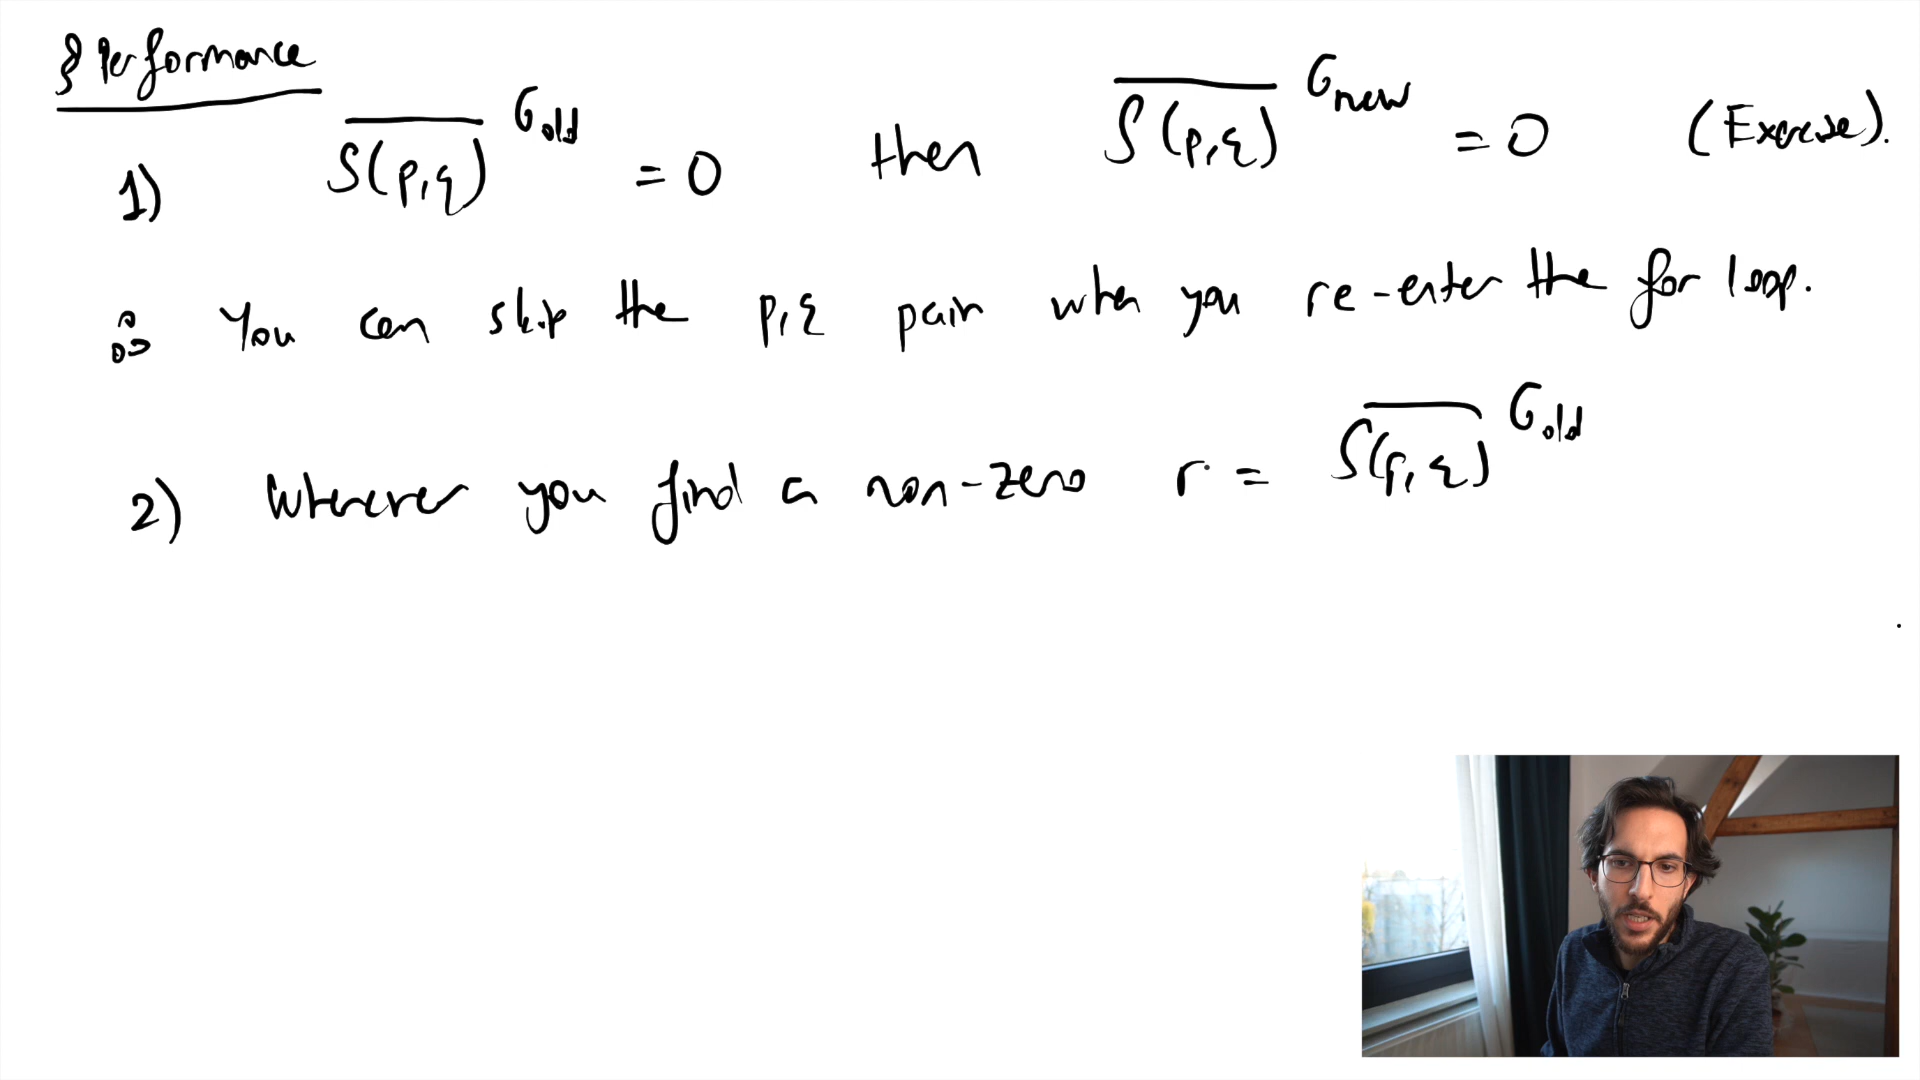 § Performance
1) S(p,q) G_old = 0 then S(p,q) G_new = 0 (Exercise).
∴ You can skip the p,q pair when you re-enter the for loop.
2) Whenever you find a non-zero r = S(p,q) G_old